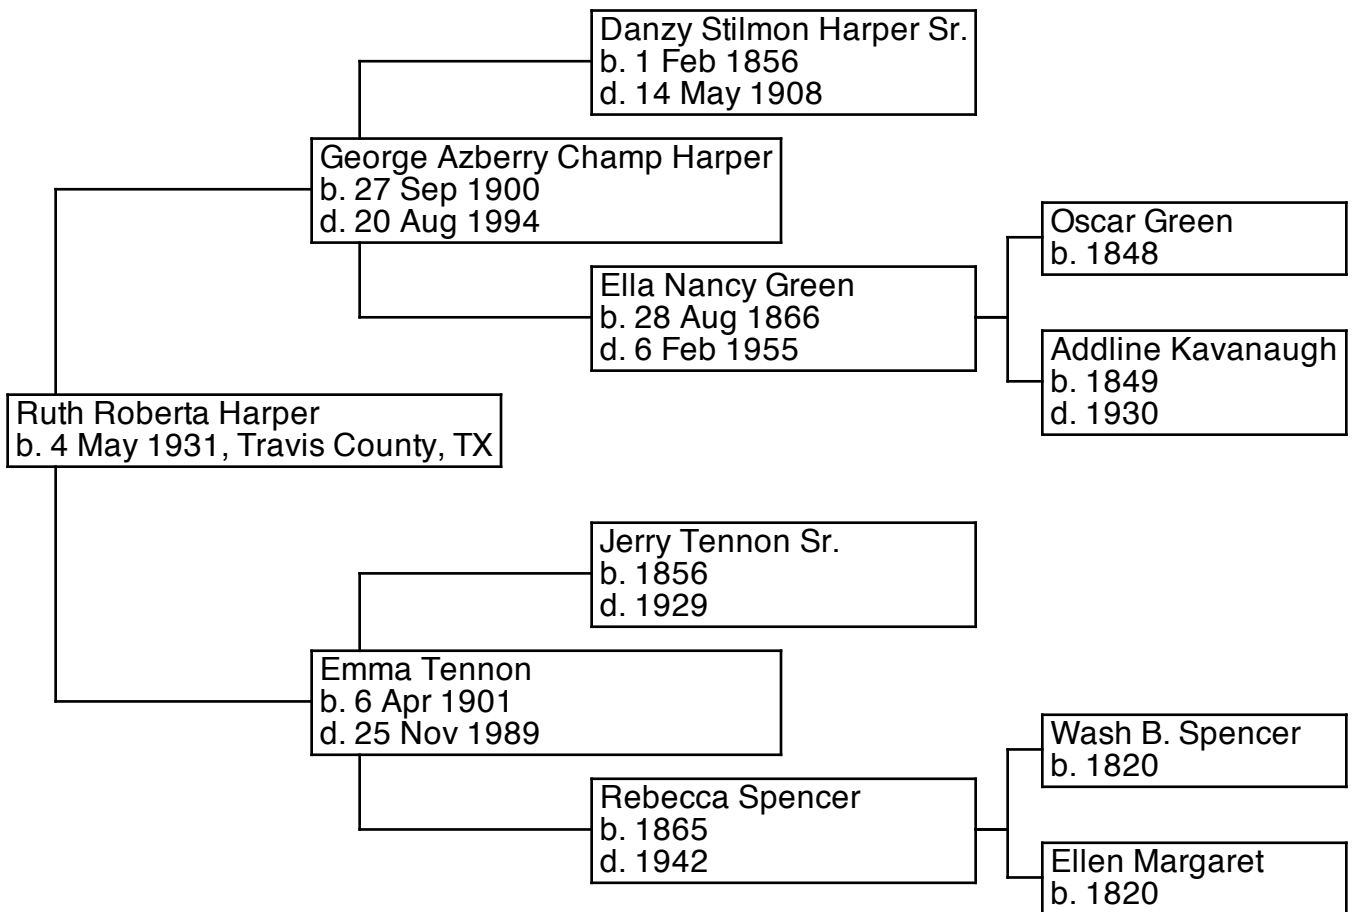 Danzy Stilmon Harper Sr.
b. 1 Feb 1856
d. 14 May 1908
George Azberry Champ Harper
b. 27 Sep 1900
d. 20 Aug 1994
Oscar Green
b. 1848
Ella Nancy Green
b. 28 Aug 1866
d. 6 Feb 1955
Addline Kavanaugh
b. 1849
d. 1930
Ruth Roberta Harper
b. 4 May 1931, Travis County, TX
Jerry Tennon Sr.
b. 1856
d. 1929
Emma Tennon
b. 6 Apr 1901
d. 25 Nov 1989
Wash B. Spencer
b. 1820
Rebecca Spencer
b. 1865
d. 1942
Ellen Margaret
b. 1820